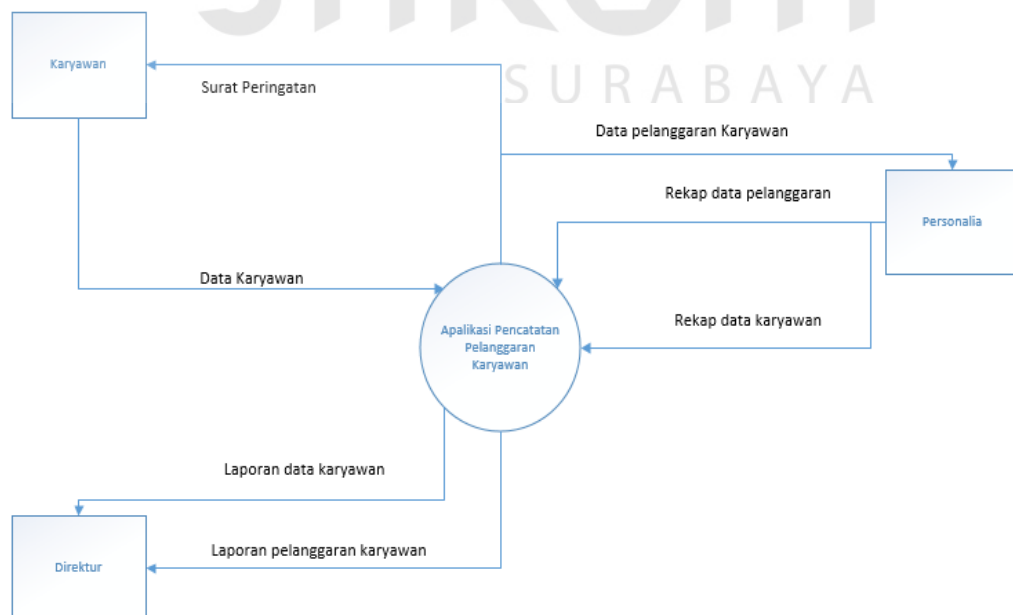 SURABAYA
Karyawan
Surat Peringatan
Data pelanggaran Karyawan
Rekap data pelanggaran
Personalia
Data Karyawan
Rekap data karyawan
Apalikasi Pencatatan
Pelanggaran
Karyawan
Laporan data karyawan
Laporan pelanggaran karyawan
Direktur